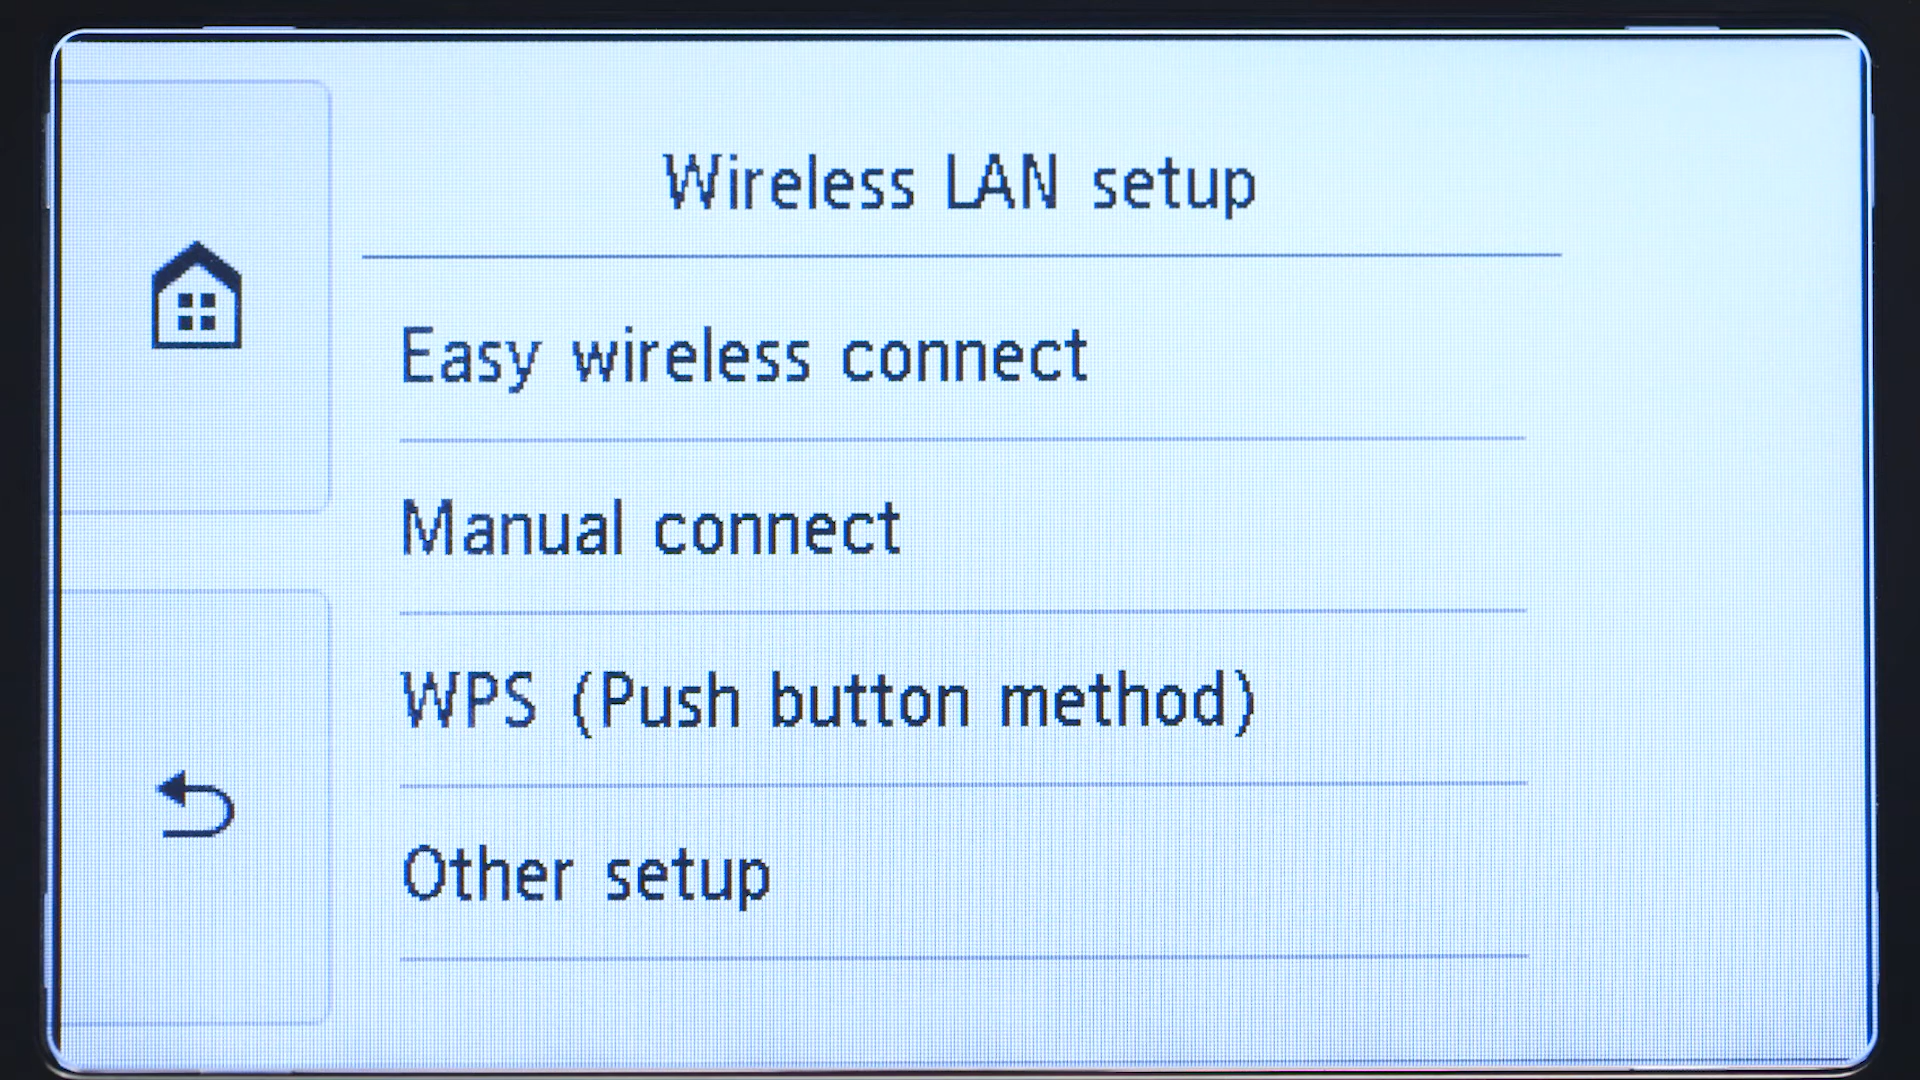 Wireless LAN setup
Easy wireless connect
Manual connect
WPS (Push button method)
Other setup